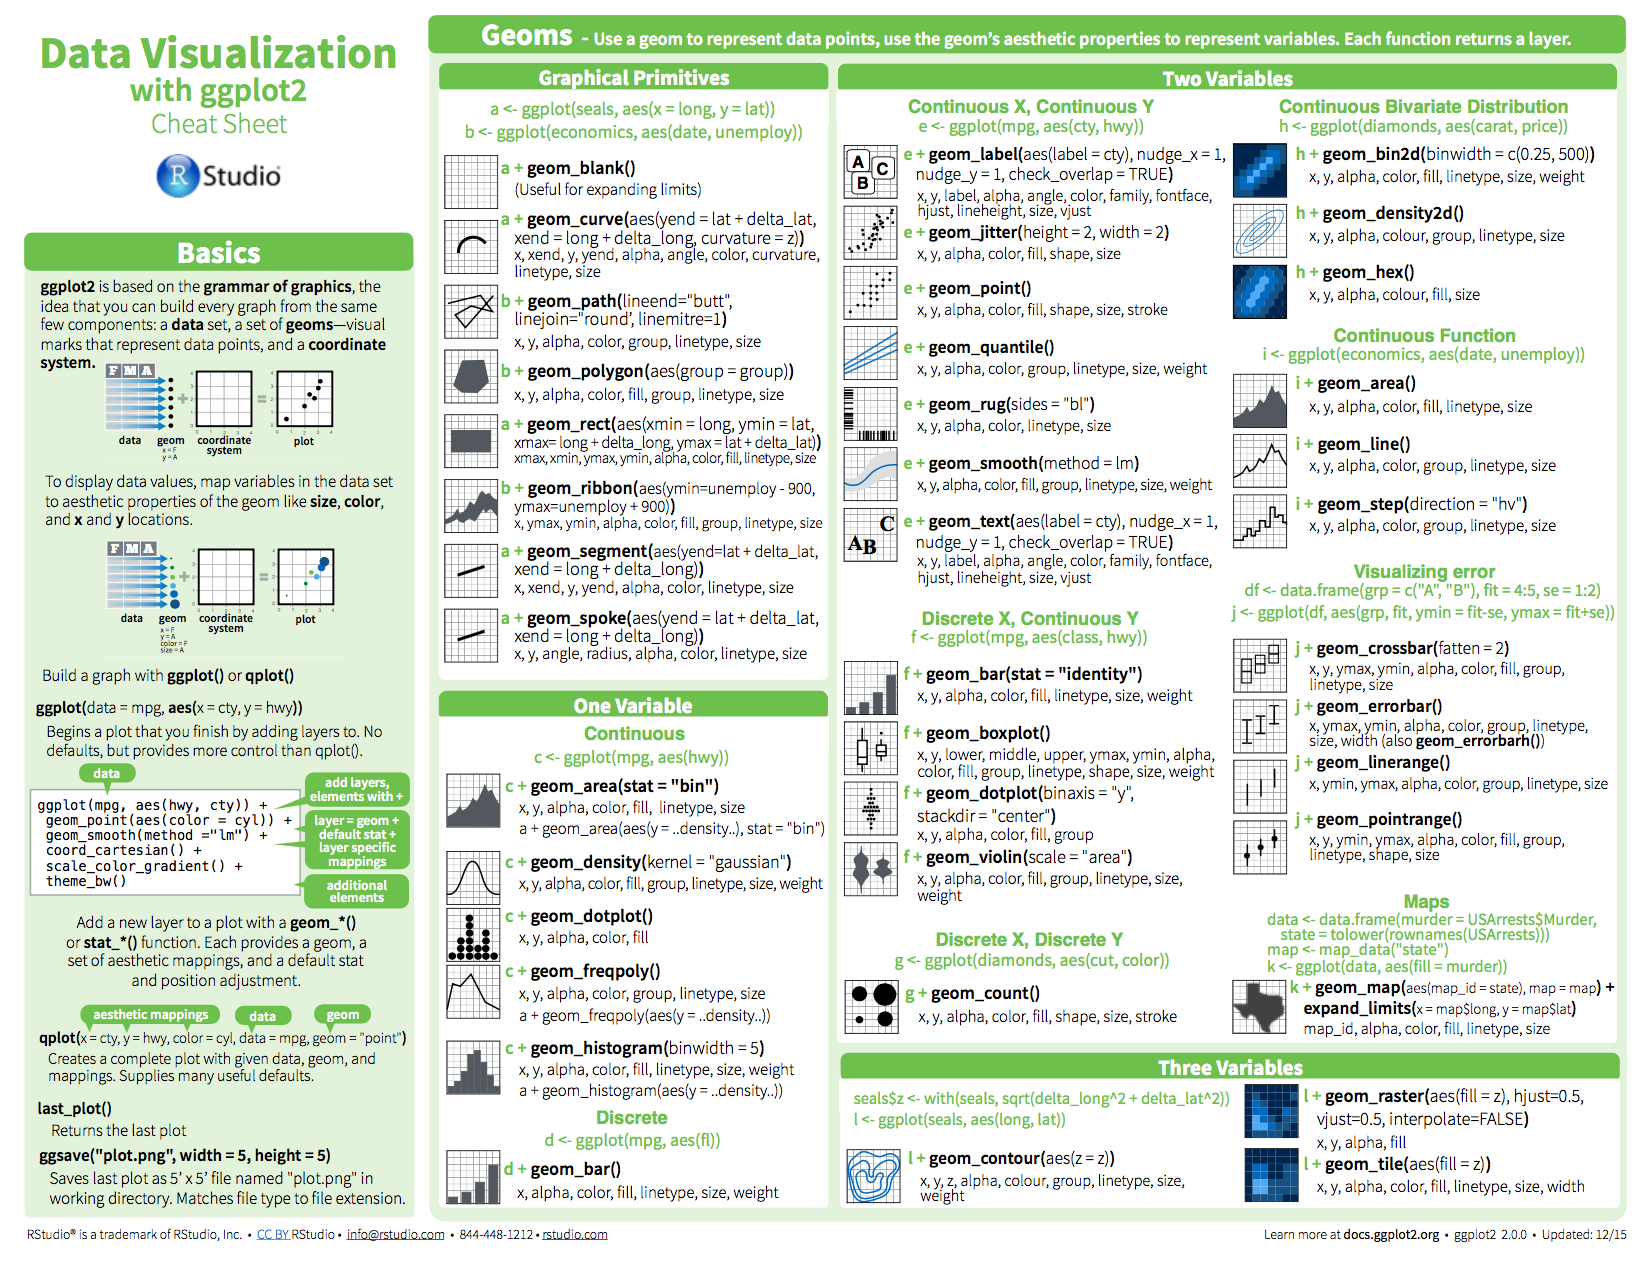 Data Visualization
with ggplot2
Cheat Sheet
R Studio®
Basics
ggplot2 is based on the grammar of graphics, the
idea that you can build every graph from the same
few components: a data set, a set of geoms—visual
marks that represent data points, and a coordinate
system.
F M A
data geom coordinate system plot
x = F
y = A
To display data values, map variables in the data set
to aesthetic properties of the geom like size, color,
and x and y locations.
F M A
data geom coordinate system plot
x = F
y = A
color = F
size = A
Build a graph with ggplot() or qplot()
ggplot(data = mpg, aes(x = cty, y = hwy))
Begins a plot that you finish by adding layers to. No
defaults, but provides more control than qplot().
data
ggplot(mpg, aes(hwy, cty)) +
geom_point(aes(color = cyl)) +
geom_smooth(method ="lm") +
coord_cartesian() +
scale_color_gradient() +
theme_bw()
add layers,
elements with +
layer = geom +
default stat +
layer specific
mappings
additional
elements
Add a new layer to a plot with a geom_*()
or stat_*() function. Each provides a geom, a
set of aesthetic mappings, and a default stat
and position adjustment.
aesthetic mappings data geom
qplot(x = cty, y = hwy, color = cyl, data = mpg, geom = "point")
Creates a complete plot with given data, geom, and
mappings. Supplies many useful defaults.
last_plot()
Returns the last plot
ggsave("plot.png", width = 5, height = 5)
Saves last plot as 5’ x 5’ file named "plot.png" in
working directory. Matches file type to file extension.
Geoms - Use a geom to represent data points, use the geom’s aesthetic properties to represent variables. Each function returns a layer.
Graphical Primitives
a <- ggplot(seals, aes(x = long, y = lat))
b <- ggplot(economics, aes(date, unemploy))
a + geom_blank()
(Useful for expanding limits)
a + geom_curve(aes(yend = lat + delta_lat,
xend = long + delta_long, curvature = z))
x, xend, y, yend, alpha, angle, color, curvature,
linetype, size
b + geom_path(lineend="butt",
linejoin="round’, linemitre=1)
x, y, alpha, color, group, linetype, size
b + geom_polygon(aes(group = group))
x, y, alpha, color, fill, group, linetype, size
a + geom_rect(aes(xmin = long, ymin = lat,
xmax= long + delta_long, ymax = lat + delta_lat))
xmax, xmin, ymax, ymin, alpha, color, fill, linetype, size
b + geom_ribbon(aes(ymin=unemploy - 900,
ymax=unemploy + 900))
x, ymax, ymin, alpha, color, fill, group, linetype, size
a + geom_segment(aes(yend=lat + delta_lat,
xend = long + delta_long))
x, xend, y, yend, alpha, color, linetype, size
a + geom_spoke(aes(yend = lat + delta_lat,
xend = long + delta_long))
x, y, angle, radius, alpha, color, linetype, size
One Variable
Continuous
c <- ggplot(mpg, aes(hwy))
c + geom_area(stat = "bin")
x, y, alpha, color, fill, linetype, size
a + geom_area(aes(y = ..density..), stat = "bin")
c + geom_density(kernel = "gaussian")
x, y, alpha, color, fill, group, linetype, size, weight
c + geom_dotplot()
x, y, alpha, color, fill
c + geom_freqpoly()
x, y, alpha, color, group, linetype, size
a + geom_freqpoly(aes(y = ..density..))
c + geom_histogram(binwidth = 5)
x, y, alpha, color, fill, linetype, size, weight
a + geom_histogram(aes(y = ..density..))
Discrete
d <- ggplot(mpg, aes(fl))
d + geom_bar()
x, alpha, color, fill, linetype, size, weight
Two Variables
Continuous X, Continuous Y
e <- ggplot(mpg, aes(cty, hwy))
A
B
C
e + geom_label(aes(label = cty), nudge_x = 1,
nudge_y = 1, check_overlap = TRUE)
x, y, label, alpha, angle, color, family, fontface,
hjust, lineheight, size, vjust
e + geom_jitter(height = 2, width = 2)
x, y, alpha, color, fill, shape, size
e + geom_point()
x, y, alpha, color, fill, shape, size, stroke
e + geom_quantile()
x, y, alpha, color, group, linetype, size, weight
e + geom_rug(sides = "bl")
x, y, alpha, color, linetype, size
e + geom_smooth(method = lm)
x, y, alpha, color, fill, group, linetype, size, weight
A
B
C
e + geom_text(aes(label = cty), nudge_x = 1,
nudge_y = 1, check_overlap = TRUE)
x, y, label, alpha, angle, color, family, fontface,
hjust, lineheight, size, vjust
Discrete X, Continuous Y
f <- ggplot(mpg, aes(class, hwy))
f + geom_bar(stat = "identity")
x, y, alpha, color, fill, linetype, size, weight
f + geom_boxplot()
x, y, lower, middle, upper, ymax, ymin, alpha,
color, fill, group, linetype, shape, size, weight
f + geom_dotplot(binaxis = "y",
stackdir = "center")
x, y, alpha, color, fill, group
f + geom_violin(scale = "area")
x, y, alpha, color, fill, group, linetype, size,
weight
Discrete X, Discrete Y
g <- ggplot(diamonds, aes(cut, color))
g + geom_count()
x, y, alpha, color, fill, shape, size, stroke
Continuous Bivariate Distribution
h <- ggplot(diamonds, aes(carat, price))
h + geom_bin2d(binwidth = c(0.25, 500))
x, y, alpha, color, fill, linetype, size, weight
h + geom_density2d()
x, y, alpha, colour, group, linetype, size
h + geom_hex()
x, y, alpha, colour, fill, size
Continuous Function
i <- ggplot(economics, aes(date, unemploy))
i + geom_area()
x, y, alpha, color, fill, linetype, size
i + geom_line()
x, y, alpha, color, group, linetype, size
i + geom_step(direction = "hv")
x, y, alpha, color, group, linetype, size
Visualizing error
df <- data.frame(grp = c("A", "B"), fit = 4:5, se = 1:2)
j <- ggplot(df, aes(grp, fit, ymin = fit-se, ymax = fit+se))
j + geom_crossbar(fatten = 2)
x, y, ymax, ymin, alpha, color, fill, group,
linetype, size
j + geom_errorbar()
x, ymax, ymin, alpha, color, group, linetype,
size, width (also geom_errorbarh())
j + geom_linerange()
x, ymin, ymax, alpha, color, group, linetype, size
j + geom_pointrange()
x, y, ymin, ymax, alpha, color, fill, group,
linetype, shape, size
Maps
data <- data.frame(murder = USArrests$Murder,
state = tolower(rownames(USArrests)))
map <- map_data("state")
k <- ggplot(data, aes(fill = murder))
k + geom_map(aes(map_id = state), map = map) +
expand_limits(x = map$long, y = map$lat)
map_id, alpha, color, fill, linetype, size
Three Variables
seals$z <- with(seals, sqrt(delta_long^2 + delta_lat^2))
l <- ggplot(seals, aes(long, lat))
l + geom_contour(aes(z = z))
x, y, z, alpha, colour, group, linetype, size,
weight
l + geom_raster(aes(fill = z), hjust=0.5,
vjust=0.5, interpolate=FALSE)
x, y, alpha, fill
l + geom_tile(aes(fill = z))
x, y, alpha, color, fill, linetype, size, width
RStudio® is a trademark of RStudio, Inc. • CC BY RStudio • info@rstudio.com • 844-448-1212 • rstudio.com
Learn more at docs.ggplot2.org • ggplot2 2.0.0 • Updated: 12/15